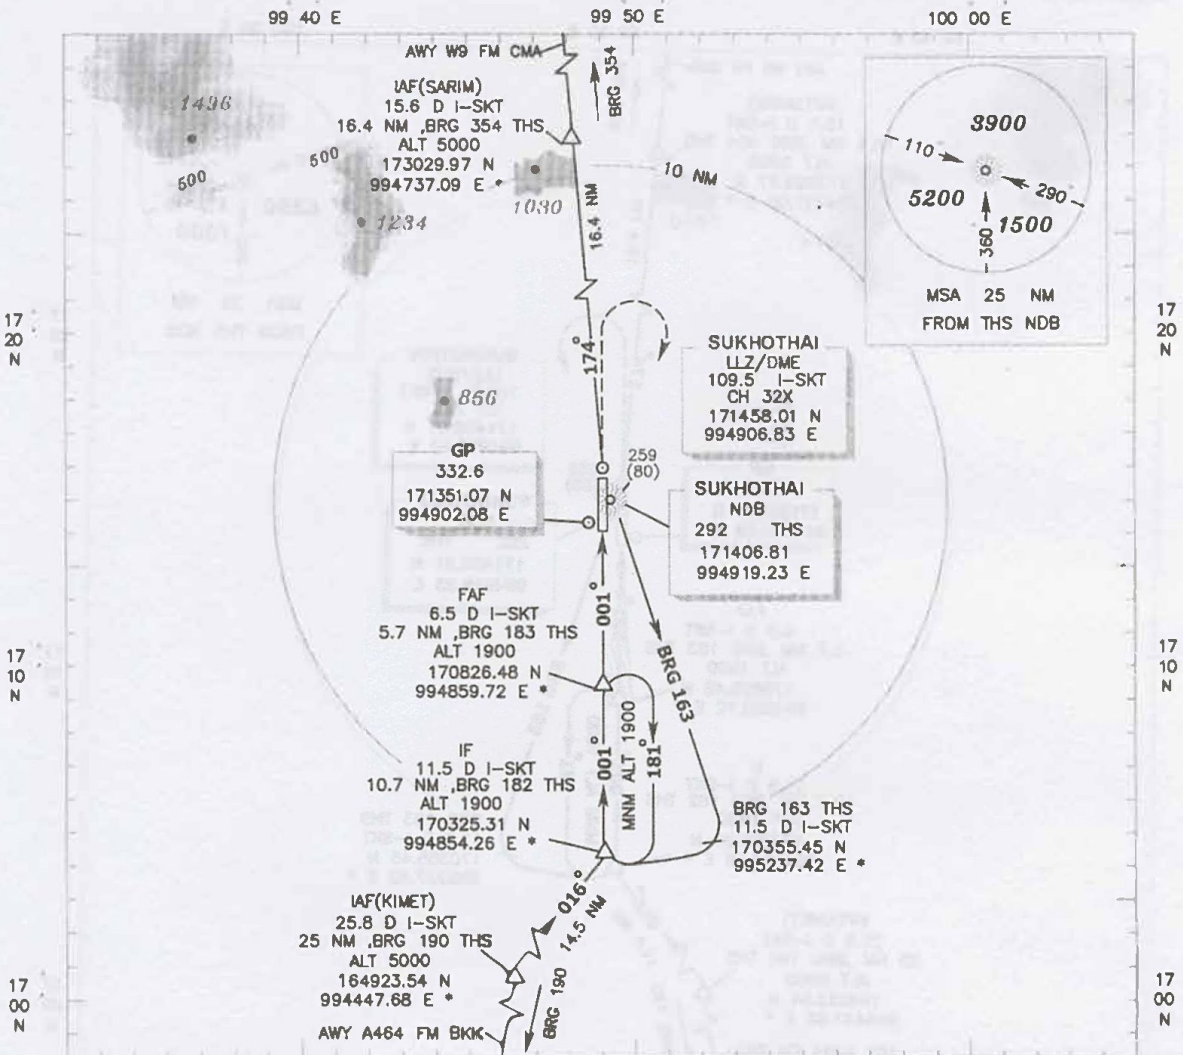 99 40 E
99 50 E
100 00 E
AWY W9 FM CMA
BRG 354
IAF(SARIM)
15.6 D I-SKT
16.4 NM ,BRG 354 THS
ALT 5000
173029.97 N
994737.09 E *
1496
500
500
1234
1030
10 NM
16.4 NM
3900
110
290
5200
1500
360
MSA 25 NM
FROM THS NDB
17
20
N
17
20
N
174°
SUKHOTHAI
LLZ/DME
109.5 I-SKT
CH 32X
171458.01 N
994906.83 E
856
GP
332.6
171351.07 N
994902.08 E
259
(80)
SUKHOTHAI
NDB
292 THS
171406.81
994919.23 E
001°
FAF
6.5 D I-SKT
5.7 NM ,BRG 183 THS
ALT 1900
170826.48 N
994859.72 E *
BRG 163
17
10
N
17
10
N
001°
MNM ALT 1900
181°
IF
11.5 D I-SKT
10.7 NM ,BRG 182 THS
ALT 1900
170325.31 N
994854.26 E *
BRG 163 THS
11.5 D I-SKT
170355.45 N
995237.42 E *
016°
14.5 NM
IAF(KIMET)
25.8 D I-SKT
25 NM ,BRG 190 THS
ALT 5000
164923.54 N
994447.68 E *
BRG 190
AWY A464 FM BKK
17
00
N
17
00
N